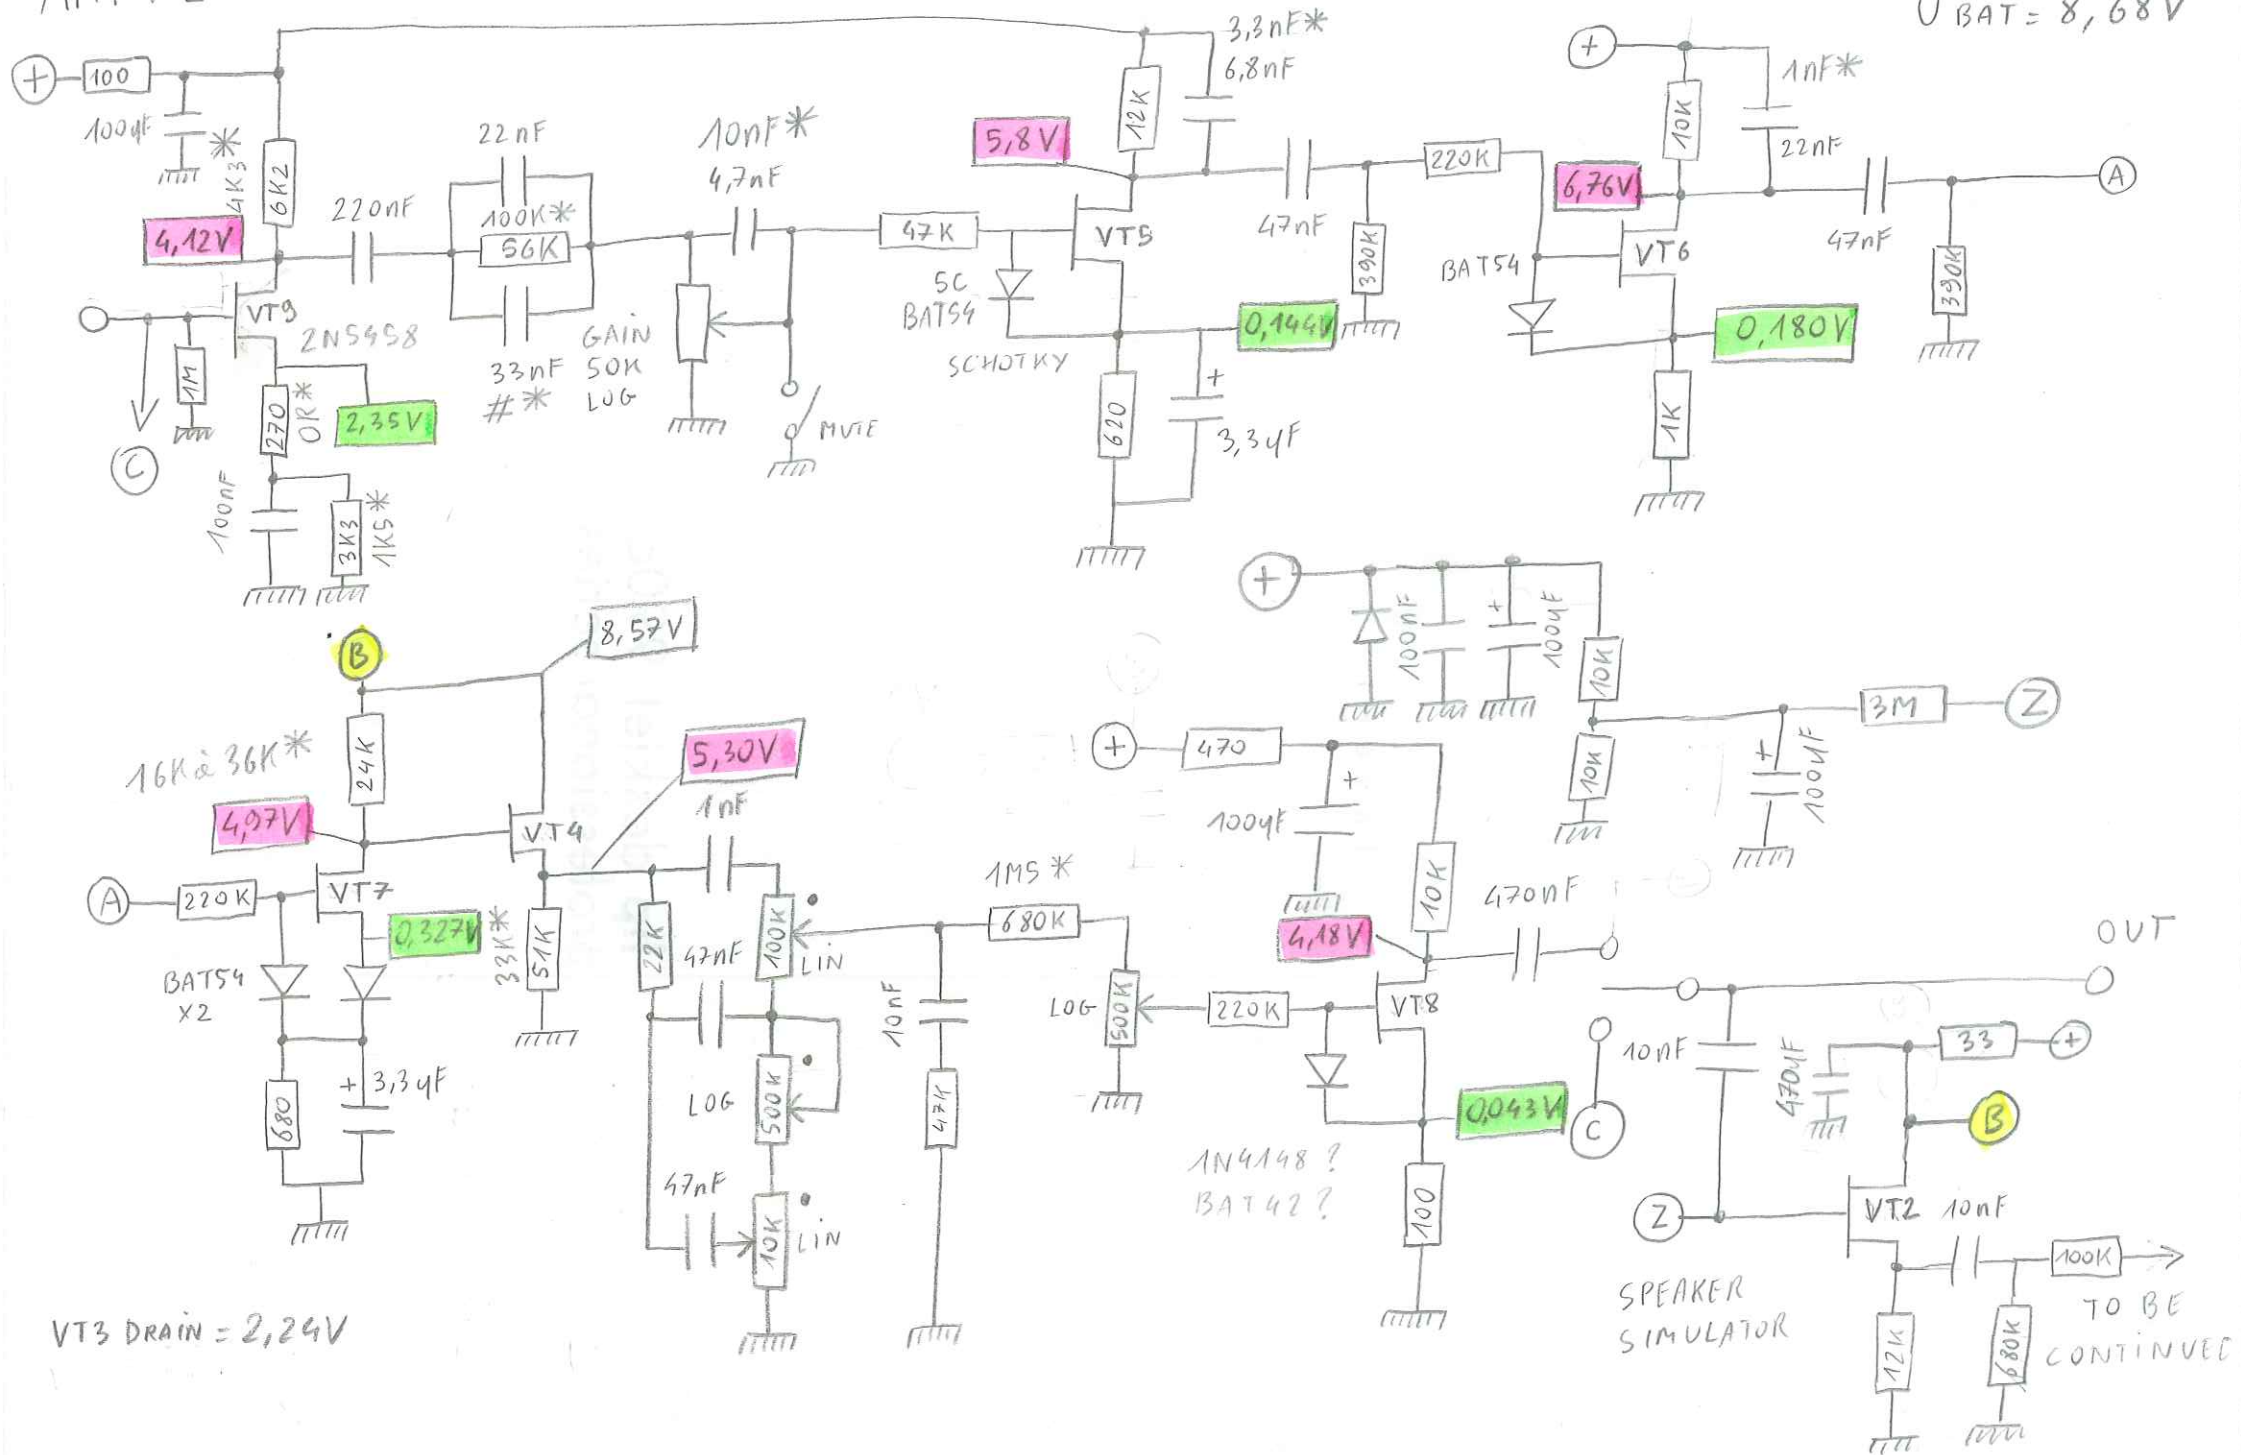 U BAT = 8,68V
+
100
100µF
4K3*
6K2
4,12V
220nF
22nF
100K*
56K
33nF
#*
10nF*
4,7nF
GAIN
50K
LOG
MUTE
VT9
2N5458
1M
C
270
0R*
2,35V
100nF
3K3
1K5*
47K
5,8V
12K
3,3nF*
6,8nF
VT5
5C
BAT54
SCHOTKY
0,144V
620
+
3,3µF
47nF
390K
220K
+
10K
1nF*
22nF
6,76V
VT6
BAT54
0,180V
1K
47nF
390K
A
B
8,57V
16K à 36K*
24K
4,97V
VT4
5,30V
A
220K
VT7
0,327V
BAT54
X2
680
+
3,3µF
33K*
51K
1nF
22K
100K
LIN
47nF
LOG
500K
47nF
10K
LIN
10nF
47K
1M5*
680K
LOG
500K
220K
+
470
+
100µF
10K
4,18V
470nF
VT8
0,043V
100
1N4148?
BAT42?
+
100nF
+
100µF
10K
10K
+
100µF
3M
Z
OUT
C
10nF
470µF
33
+
B
Z
VT2
10nF
100K
TO BE
CONTINUED
12K
680K
SPEAKER
SIMULATOR
VT3 DRAIN = 2,24V